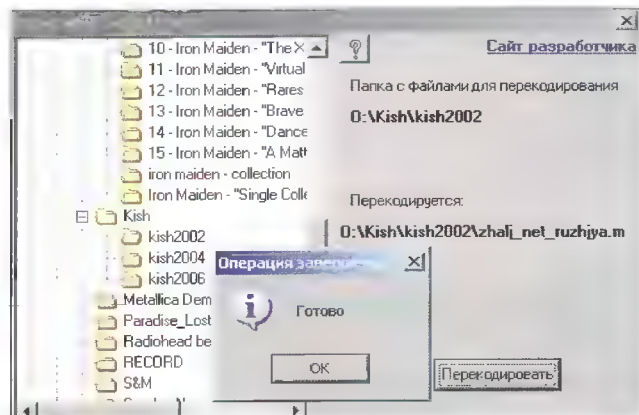 10 - Iron Maiden - "The X
11 - Iron Maiden - "Virtual
12 - Iron Maiden - "Rares
13 - Iron Maiden - "Brave
14 - Iron Maiden - "Dance
15 - Iron Maiden - "A Matt
iron maiden - collection
Iron Maiden - "Single Colle
Kish
kish2002
kish2004
kish2006
Metallica Dem
Paradise_Lost
Radiohead be
RECORD
S&M
?
Сайт разработчика
Папка с файлами для перекодирования
O:\Kish\kish2002
Перекодируется:
O:\Kish\kish2002\zhalj_net_ruzhjya.m
Операция
Готово
OK
Перекодировать